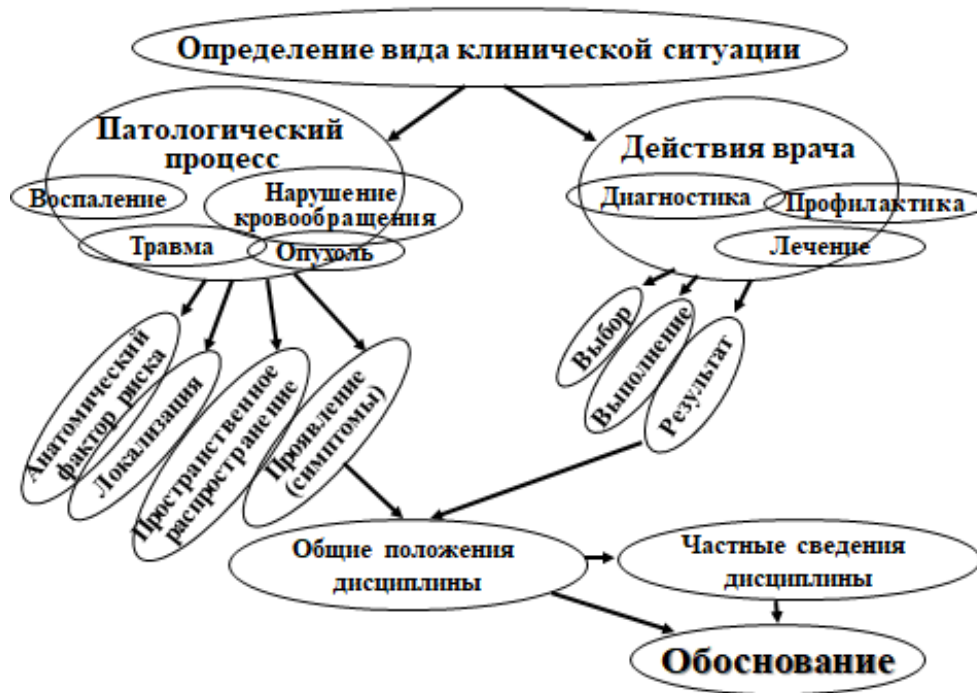 Определение вида клинической ситуации
Патологический
процесс
Воспаление
Нарушение
кровообращения
Травма
Опухоль
Действия врача
Диагностика
Профилактика
Лечение
Анатомический
фактор риска
Локализация
Пространственное
распространение
Проявление
(симптомы)
Выбор
Выполнение
Результат
Общие положения
дисциплины
Частные сведения
дисциплины
Обоснование